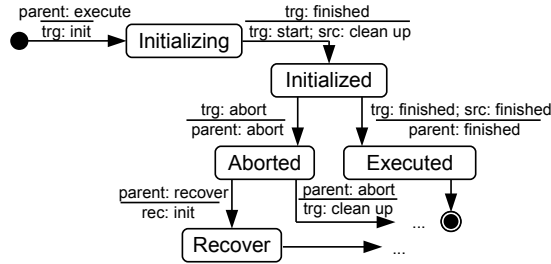 parent: execute
trg: init
Initializing
trg: finished
trg: start; src: clean up
Initialized
trg: abort
parent: abort
trg: finished; src: finished
parent: finished
Aborted
Executed
parent: recover
rec: init
parent: abort
trg: clean up
...
Recover
...